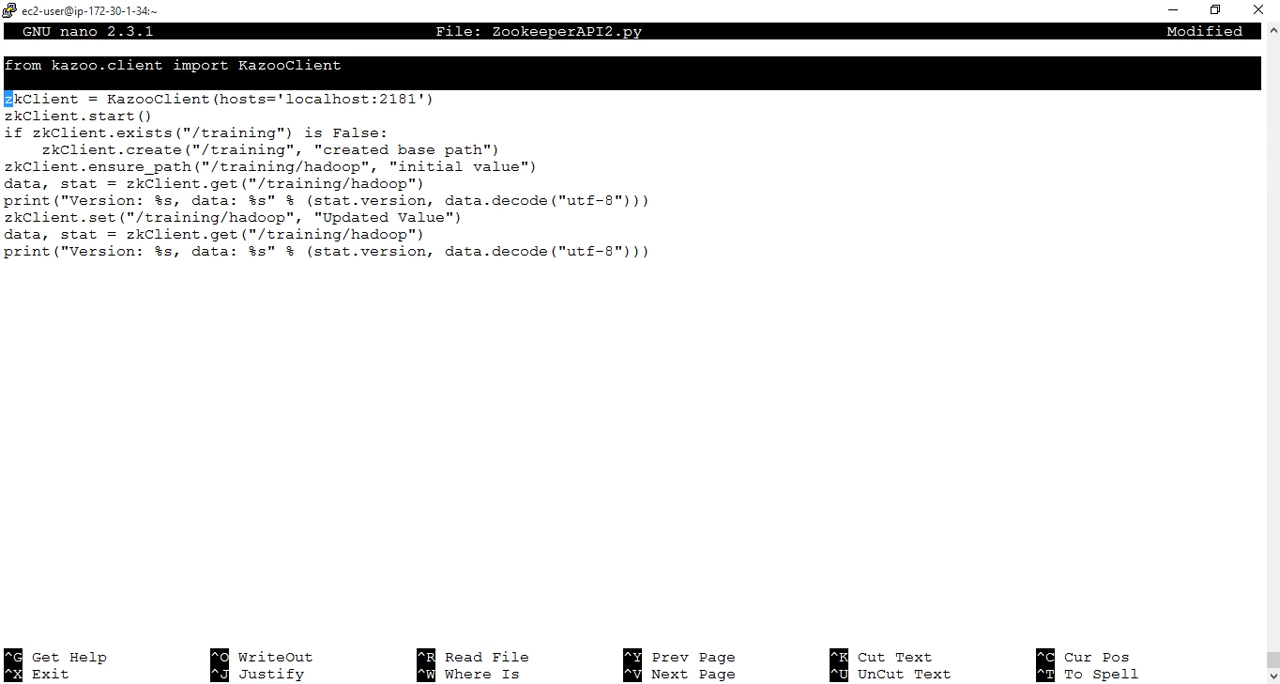 ec2-user@ip-172-30-1-34:~
GNU nano 2.3.1 File: ZookeeperAPI2.py Modified
from kazoo.client import KazooClient
zkClient = KazooClient(hosts='localhost:2181')
zkClient.start()
if zkClient.exists("/training") is False:
    zkClient.create("/training", "created base path")
zkClient.ensure_path("/training/hadoop", "initial value")
data, stat = zkClient.get("/training/hadoop")
print("Version: %s, data: %s" % (stat.version, data.decode("utf-8")))
zkClient.set("/training/hadoop", "Updated Value")
data, stat = zkClient.get("/training/hadoop")
print("Version: %s, data: %s" % (stat.version, data.decode("utf-8")))
^G Get Help ^O WriteOut ^R Read File ^Y Prev Page ^K Cut Text ^C Cur Pos
^X Exit ^J Justify ^W Where Is ^V Next Page ^U UnCut Text ^T To Spell